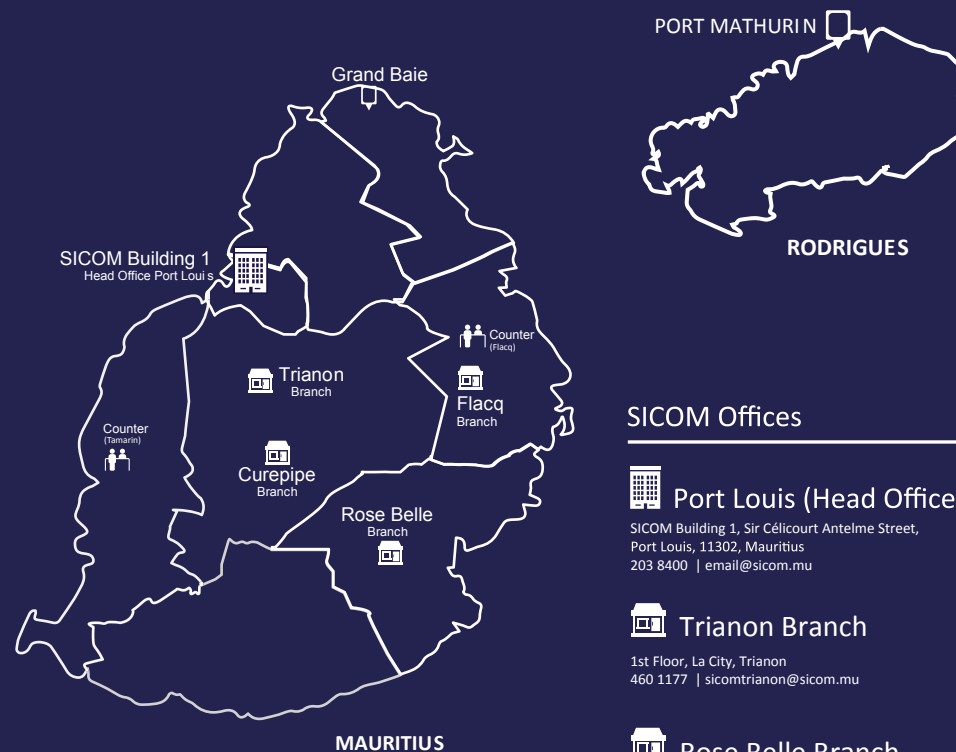 PORT MATHURIN
Grand Baie
RODRIGUES
SICOM Building 1
Head Office Port Louis
Counter
(Flacq)
Trianon
Branch
Flacq
Branch
Counter
(Tamarin)
Curepipe
Branch
Rose Belle
Branch
MAURITIUS
SICOM Offices
Port Louis (Head Office
SICOM Building 1, Sir Célicourt Antelme Street,
Port Louis, 11302, Mauritius
203 8400 | email@sicom.mu
Trianon Branch
1st Floor, La City, Trianon
460 1177 | sicomtrianon@sicom.mu
Rose Belle Branch